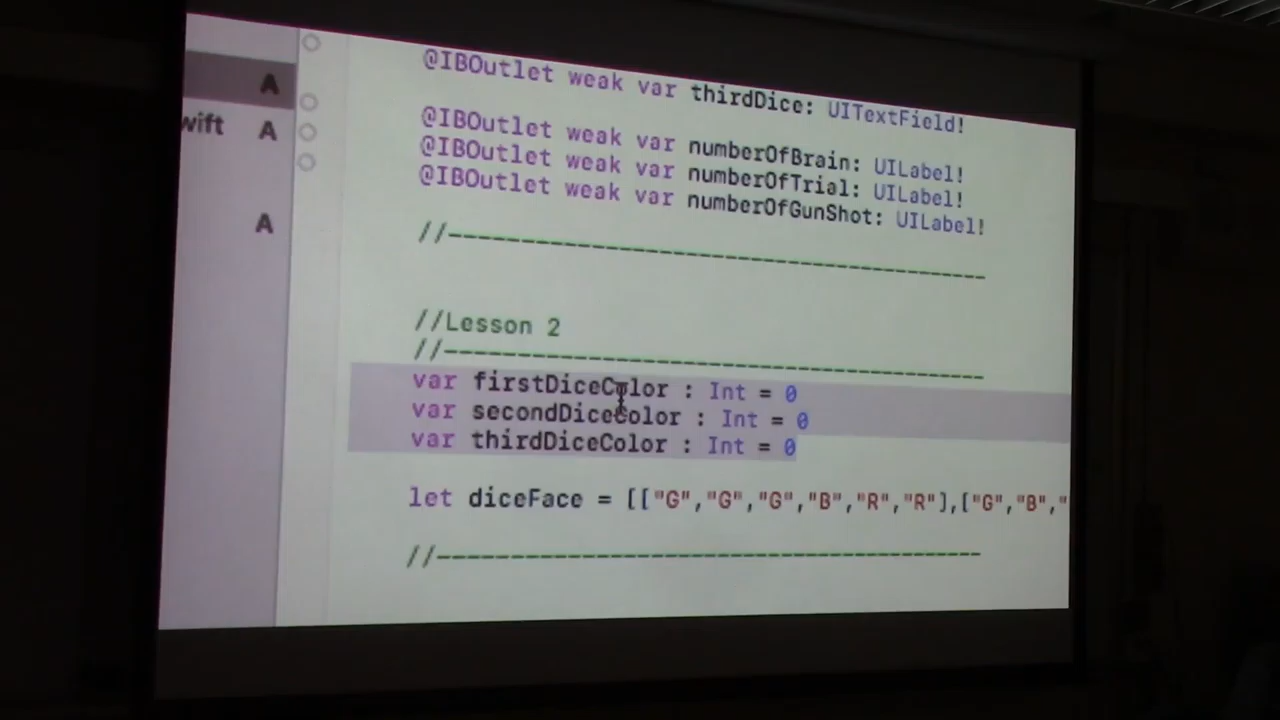 A
wift A
A
@IBOutlet weak var thirdDice: UITextField!
@IBOutlet weak var numberOfBrain: UILabel!
@IBOutlet weak var numberOfTrial: UILabel!
@IBOutlet weak var numberOfGunShot: UILabel!
//----------------------------------------
//Lesson 2
//----------------------------------------
var firstDiceColor : Int = 0
var secondDiceColor : Int = 0
var thirdDiceColor : Int = 0
let diceFace = [["G","G","G","B","R","R"],["G","B","
//----------------------------------------